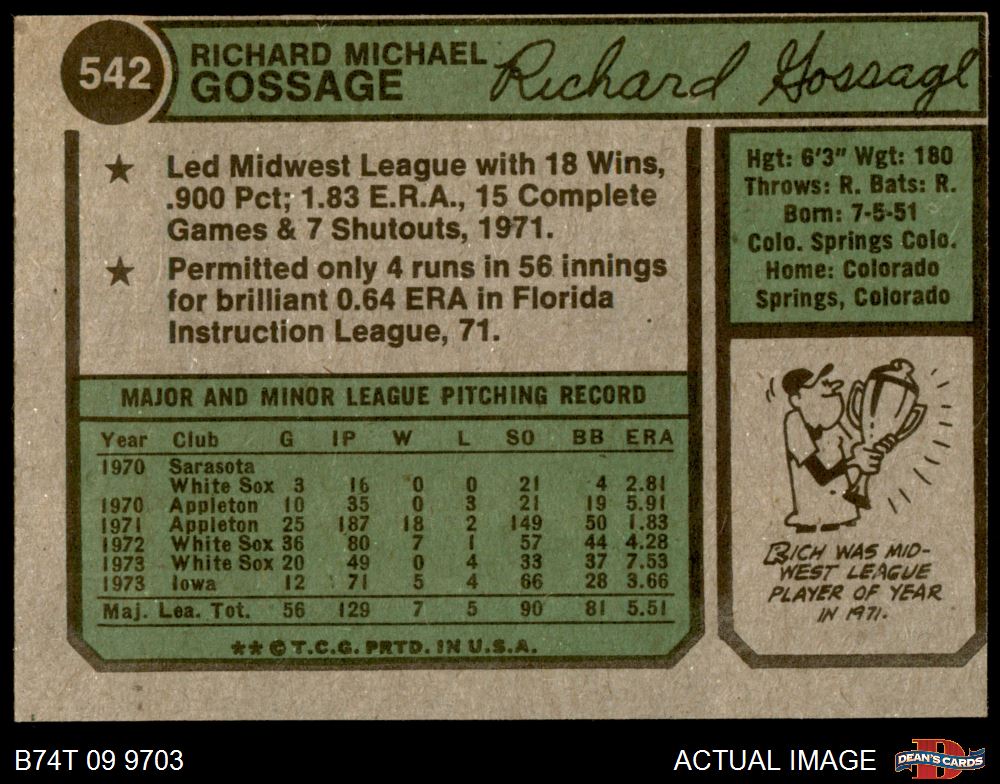 542
RICHARD MICHAEL
GOSSAGE
Richard Gossage
★ Led Midwest League with 18 Wins,
.900 Pct; 1.83 E.R.A., 15 Complete
Games & 7 Shutouts, 1971.
★ Permitted only 4 runs in 56 innings
for brilliant 0.64 ERA in Florida
Instruction League, 71.
Hgt: 6'3" Wgt: 180
Throws: R. Bats: R.
Born: 7-5-51
Colo. Springs Colo.
Home: Colorado
Springs, Colorado
MAJOR AND MINOR LEAGUE PITCHING RECORD
Year Club G IP W L SO BB ERA
1970 Sarasota
White Sox 3 16 0 0 21 4 2.81
1970 Appleton 10 35 0 3 21 19 5.91
1971 Appleton 25 187 18 2 149 50 1.83
1972 White Sox 36 80 7 1 57 44 4.28
1973 White Sox 20 49 0 4 33 37 7.53
1973 Iowa 12 71 5 4 66 28 3.66
Maj. Lea. Tot. 56 129 7 5 90 81 5.51
** © T.C.G. PRTD. IN U.S.A.
RICH WAS MID-
WEST LEAGUE
PLAYER OF YEAR
IN 1971.
B74T 09 9703
ACTUAL IMAGE
D
DEAN'S CARDS